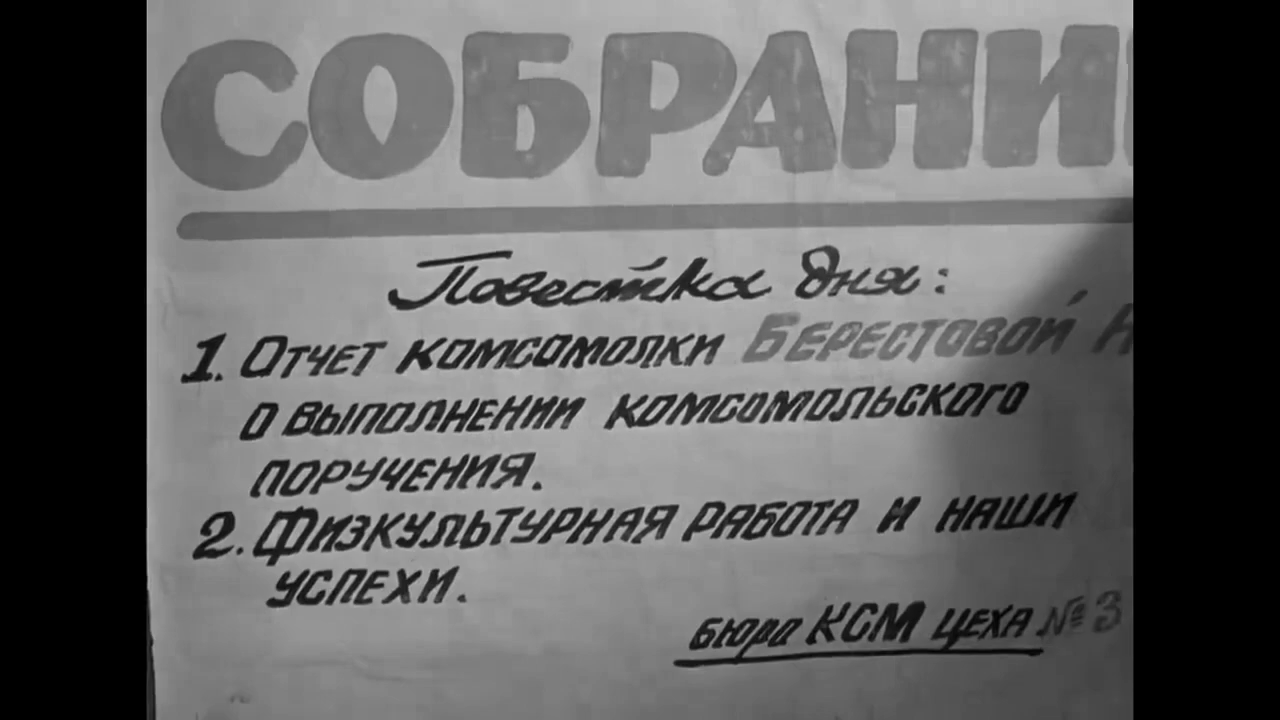 СОБРАНИ
Повестка дня:
1. Отчет комсомолки Берестовой Н
о выполнении комсомольского
поручения.
2. Физкультурная работа и наши
успехи.
бюро КСМ цеха № 3